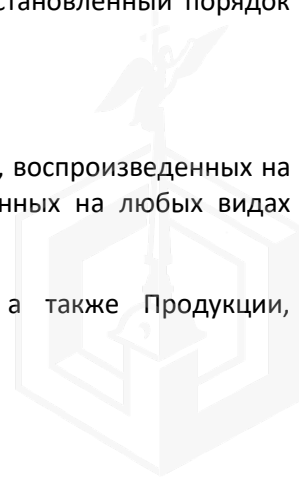 становленный порядок
, воспроизведенных на
нных на любых видах
а также Продукции,